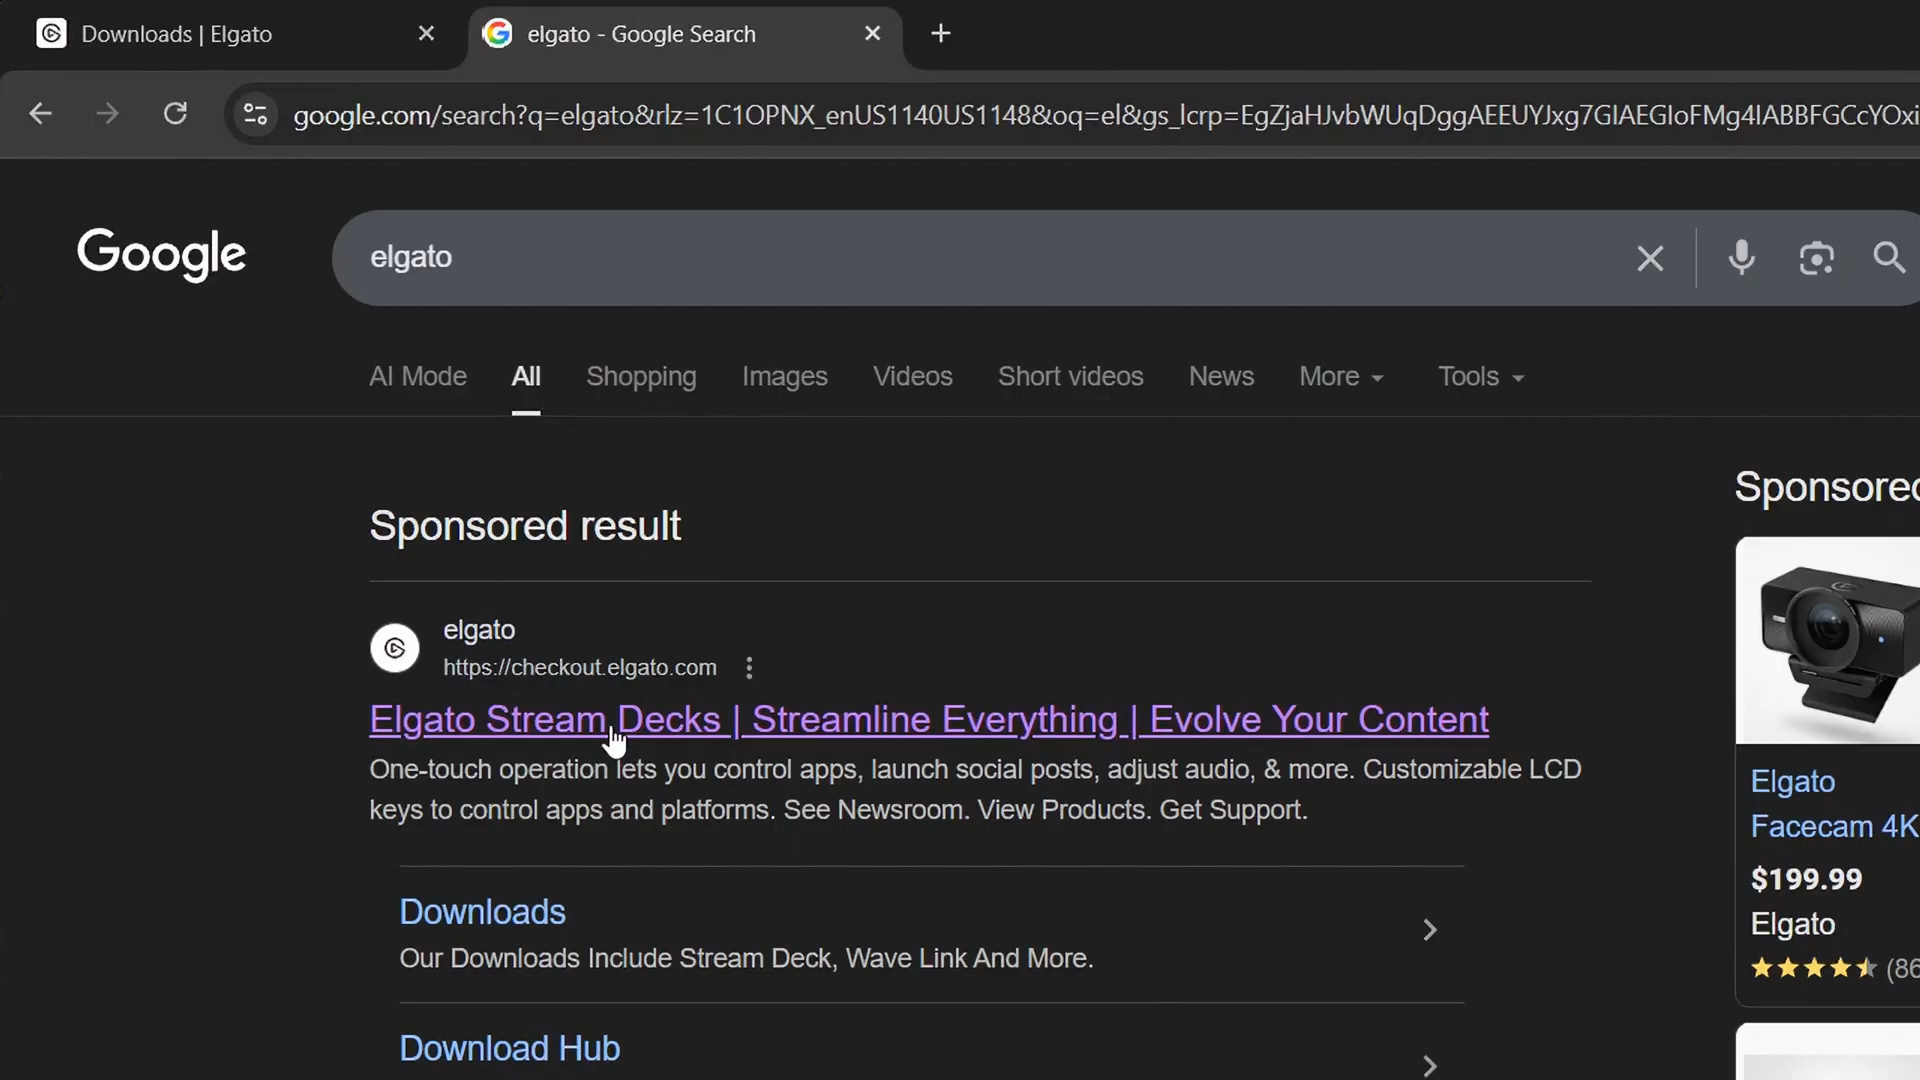 Downloads | Elgato
elgato - Google Search
google.com/search?q=elgato&rlz=1C1OPNX_enUS1140US1148&oq=el&gs_lcrp=EgZjaHJvbWUqDggAEEUYJxg7GIAEGIoFMg4IABBFGCcYOxi
Google
elgato
AI Mode
All
Shopping
Images
Videos
Short videos
News
More
Tools
Sponsored result
elgato
https://checkout.elgato.com
Elgato Stream Decks | Streamline Everything | Evolve Your Content
One-touch operation lets you control apps, launch social posts, adjust audio, & more. Customizable LCD
keys to control apps and platforms. See Newsroom. View Products. Get Support.
Downloads
Our Downloads Include Stream Deck, Wave Link And More.
Download Hub
Sponsored
Elgato
Facecam 4K
$199.99
Elgato
(86